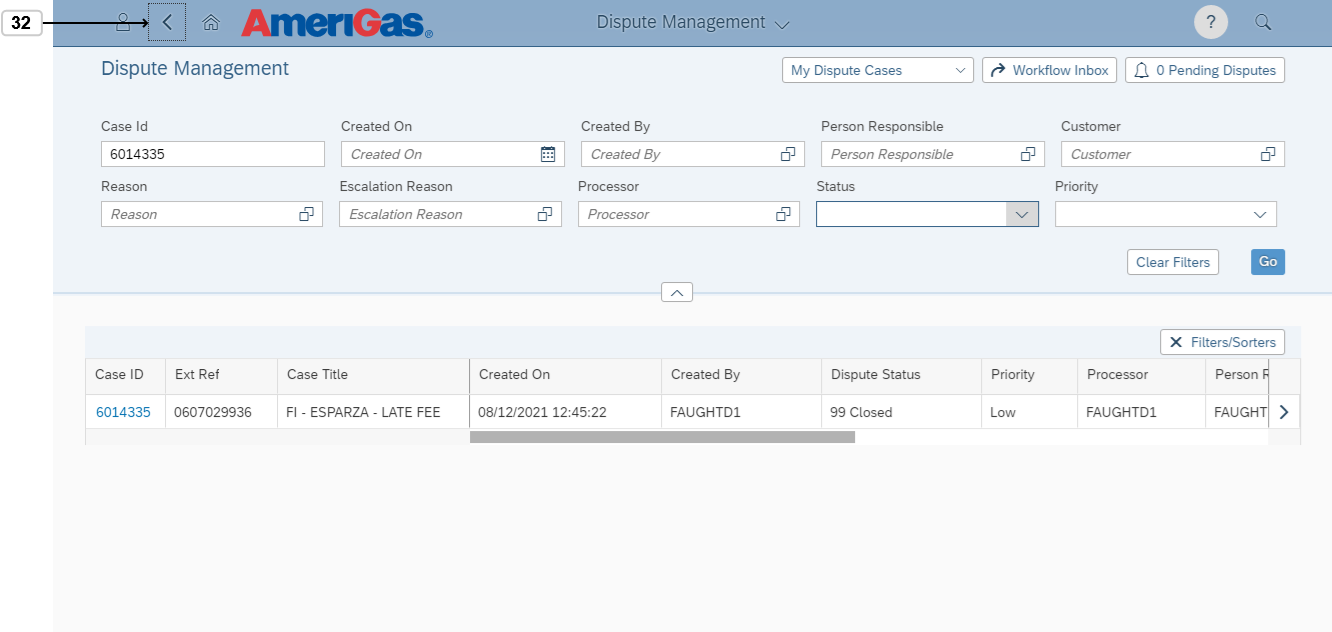 32
AmeriGas®
Dispute Management
?
Dispute Management
My Dispute Cases
Workflow Inbox
0 Pending Disputes
Case Id
Created On
Created By
Person Responsible
Customer
6014335
Created On
Created By
Person Responsible
Customer
Reason
Escalation Reason
Processor
Status
Priority
Reason
Escalation Reason
Processor
Clear Filters
Go
Filters/Sorters
Case ID Ext Ref Case Title Created On Created By Dispute Status Priority Processor Person R
6014335 0607029936 FI - ESPARZA - LATE FEE 08/12/2021 12:45:22 FAUGHTD1 99 Closed Low FAUGHTD1 FAUGHT